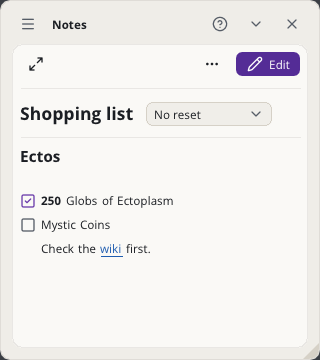 Notes
Edit
Shopping list
No reset
Ectos
250 Globs of Ectoplasm
Mystic Coins
Check the wiki first.